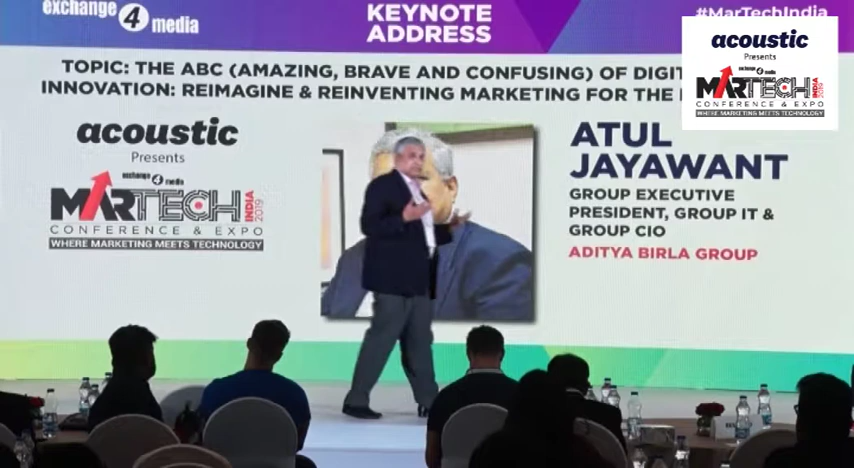 exchange
4
media
KEYNOTE
ADDRESS
#MarTechIndia
TOPIC: THE ABC (AMAZING, BRAVE AND CONFUSING) OF DIGIT
INNOVATION: REIMAGINE & REINVENTING MARKETING FOR THE
acoustic
Presents
exchange 4 media
MARTECH INDIA 2019
CONFERENCE & EXPO
WHERE MARKETING MEETS TECHNOLOGY
ATUL
JAYAWANT
GROUP EXECUTIVE
PRESIDENT, GROUP IT &
GROUP CIO
ADITYA BIRLA GROUP
acoustic
Presents
exchange 4 media
MARTECH INDIA 2019
CONFERENCE & EXPO
WHERE MARKETING MEETS TECHNOLOGY